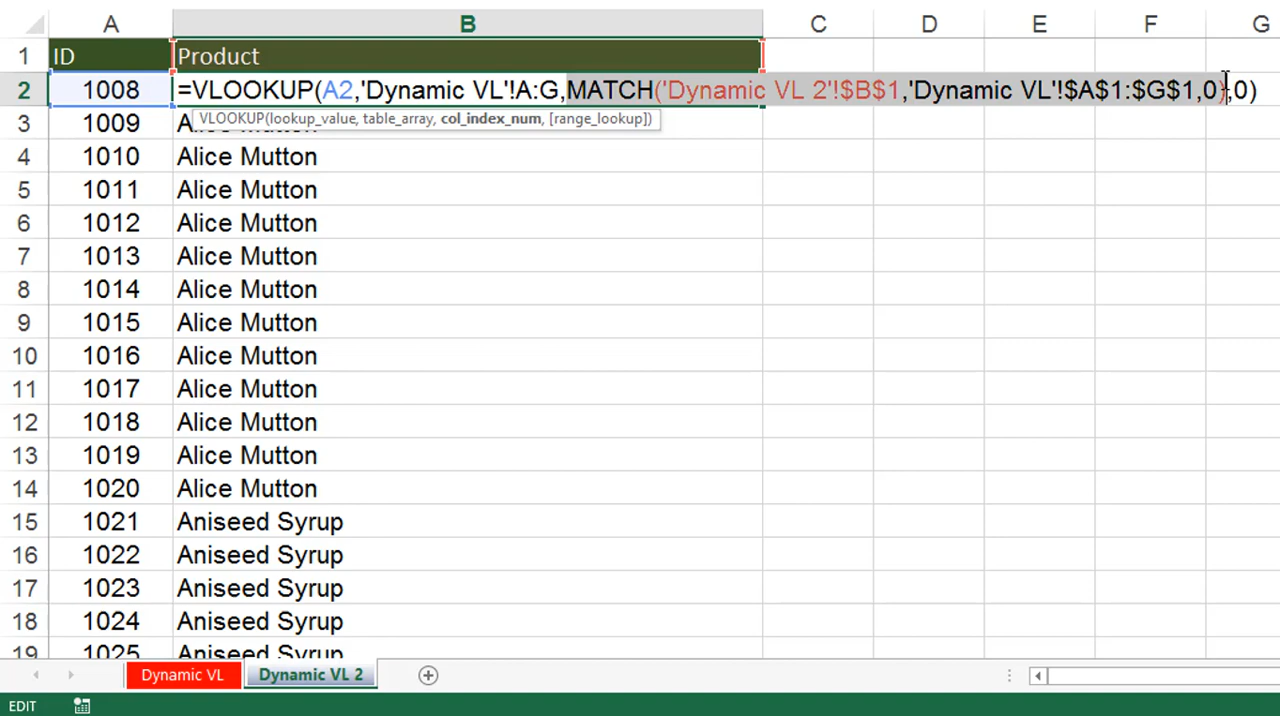 A B C D E F G
1 ID Product
2 1008 =VLOOKUP(A2,'Dynamic VL'!A:G,MATCH('Dynamic VL 2'!$B$1,'Dynamic VL'!$A$1:$G$1,0),0)
VLOOKUP(lookup_value, table_array, col_index_num, [range_lookup])
3 1009
4 1010 Alice Mutton
5 1011 Alice Mutton
6 1012 Alice Mutton
7 1013 Alice Mutton
8 1014 Alice Mutton
9 1015 Alice Mutton
10 1016 Alice Mutton
11 1017 Alice Mutton
12 1018 Alice Mutton
13 1019 Alice Mutton
14 1020 Alice Mutton
15 1021 Aniseed Syrup
16 1022 Aniseed Syrup
17 1023 Aniseed Syrup
18 1024 Aniseed Syrup
19 1025 Aniseed Syrup
Dynamic VL Dynamic VL 2
EDIT